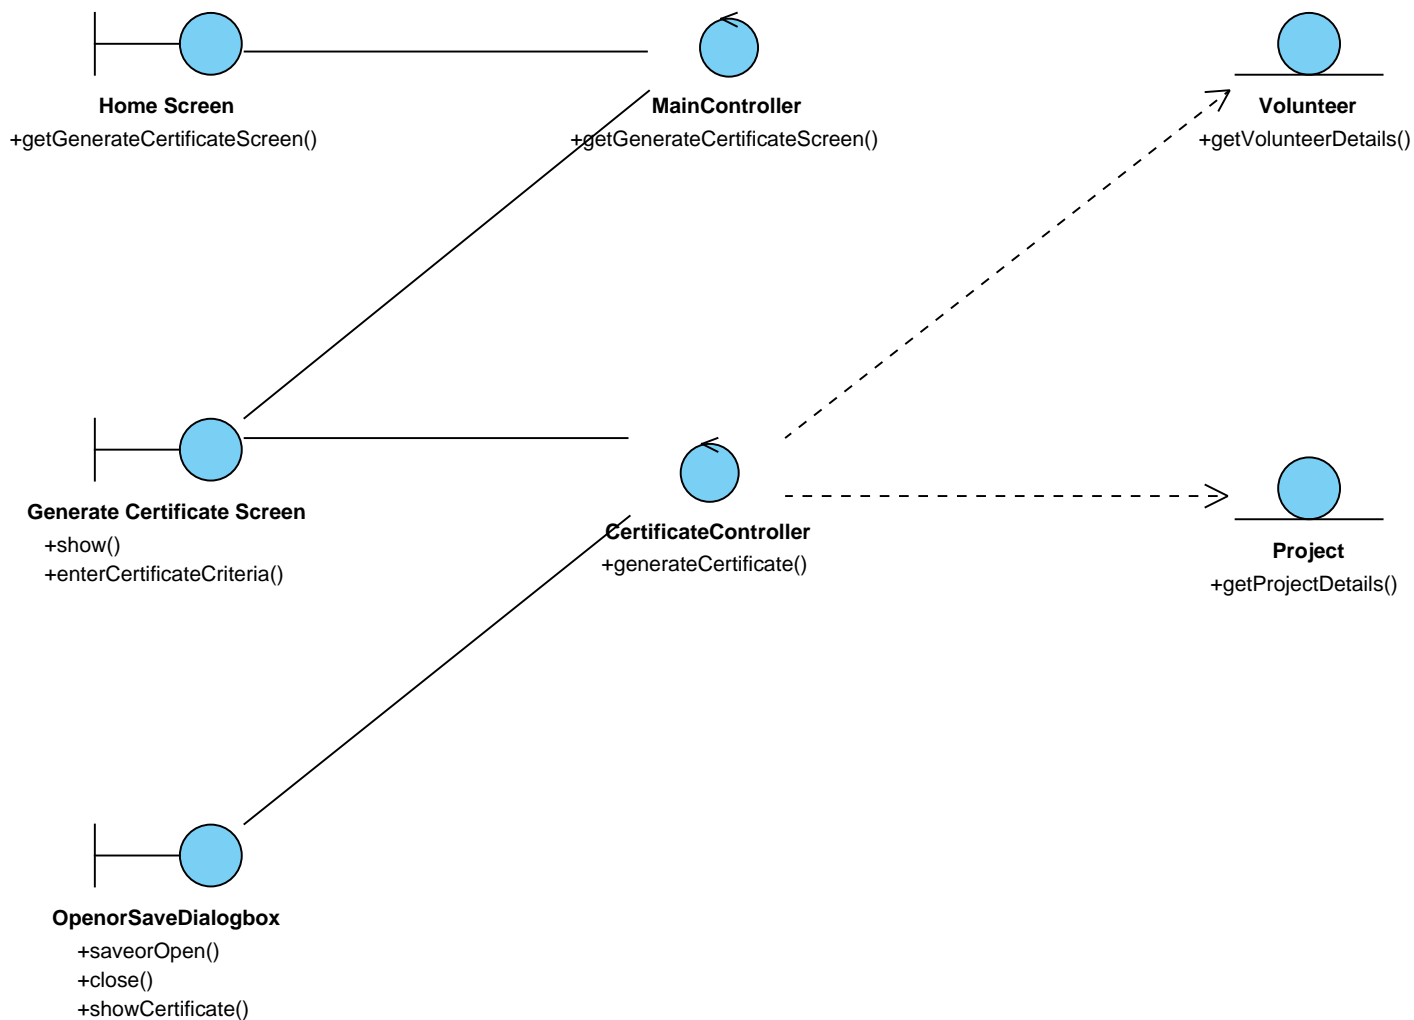 Home Screen
+getGenerateCertificateScreen()
MainController
+getGenerateCertificateScreen()
Volunteer
+getVolunteerDetails()
Generate Certificate Screen
+show()
+enterCertificateCriteria()
CertificateController
+generateCertificate()
Project
+getProjectDetails()
OpenorSaveDialogbox
+saveorOpen()
+close()
+showCertificate()